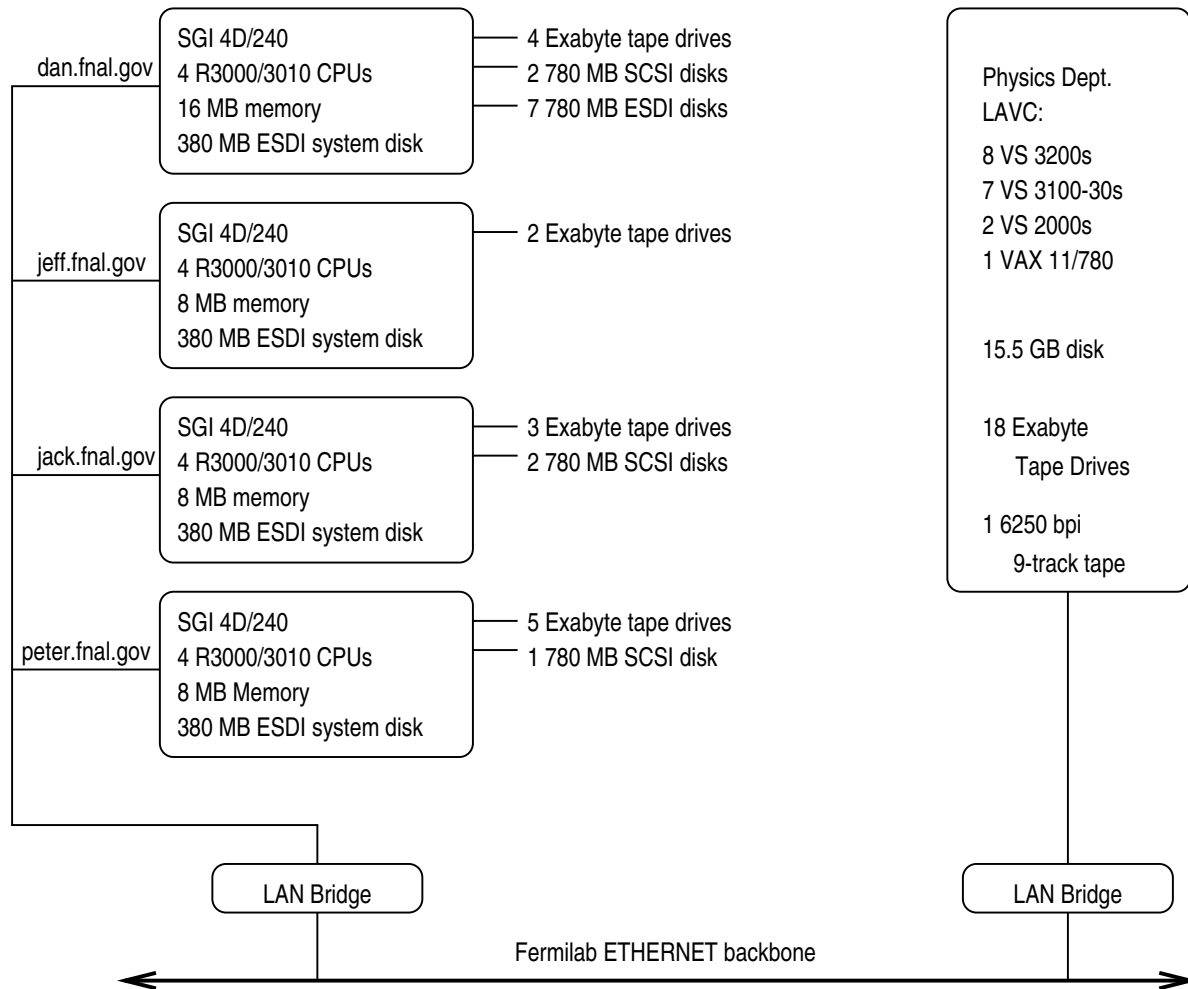 dan.fnal.gov
SGI 4D/240
4 R3000/3010 CPUs
16 MB memory
380 MB ESDI system disk
4 Exabyte tape drives
2 780 MB SCSI disks
7 780 MB ESDI disks
jeff.fnal.gov
SGI 4D/240
4 R3000/3010 CPUs
8 MB memory
380 MB ESDI system disk
2 Exabyte tape drives
jack.fnal.gov
SGI 4D/240
4 R3000/3010 CPUs
8 MB memory
380 MB ESDI system disk
3 Exabyte tape drives
2 780 MB SCSI disks
peter.fnal.gov
SGI 4D/240
4 R3000/3010 CPUs
8 MB Memory
380 MB ESDI system disk
5 Exabyte tape drives
1 780 MB SCSI disk
Physics Dept.
LAVC:
8 VS 3200s
7 VS 3100-30s
2 VS 2000s
1 VAX 11/780
15.5 GB disk
18 Exabyte
Tape Drives
1 6250 bpi
9-track tape
LAN Bridge
LAN Bridge
Fermilab ETHERNET backbone